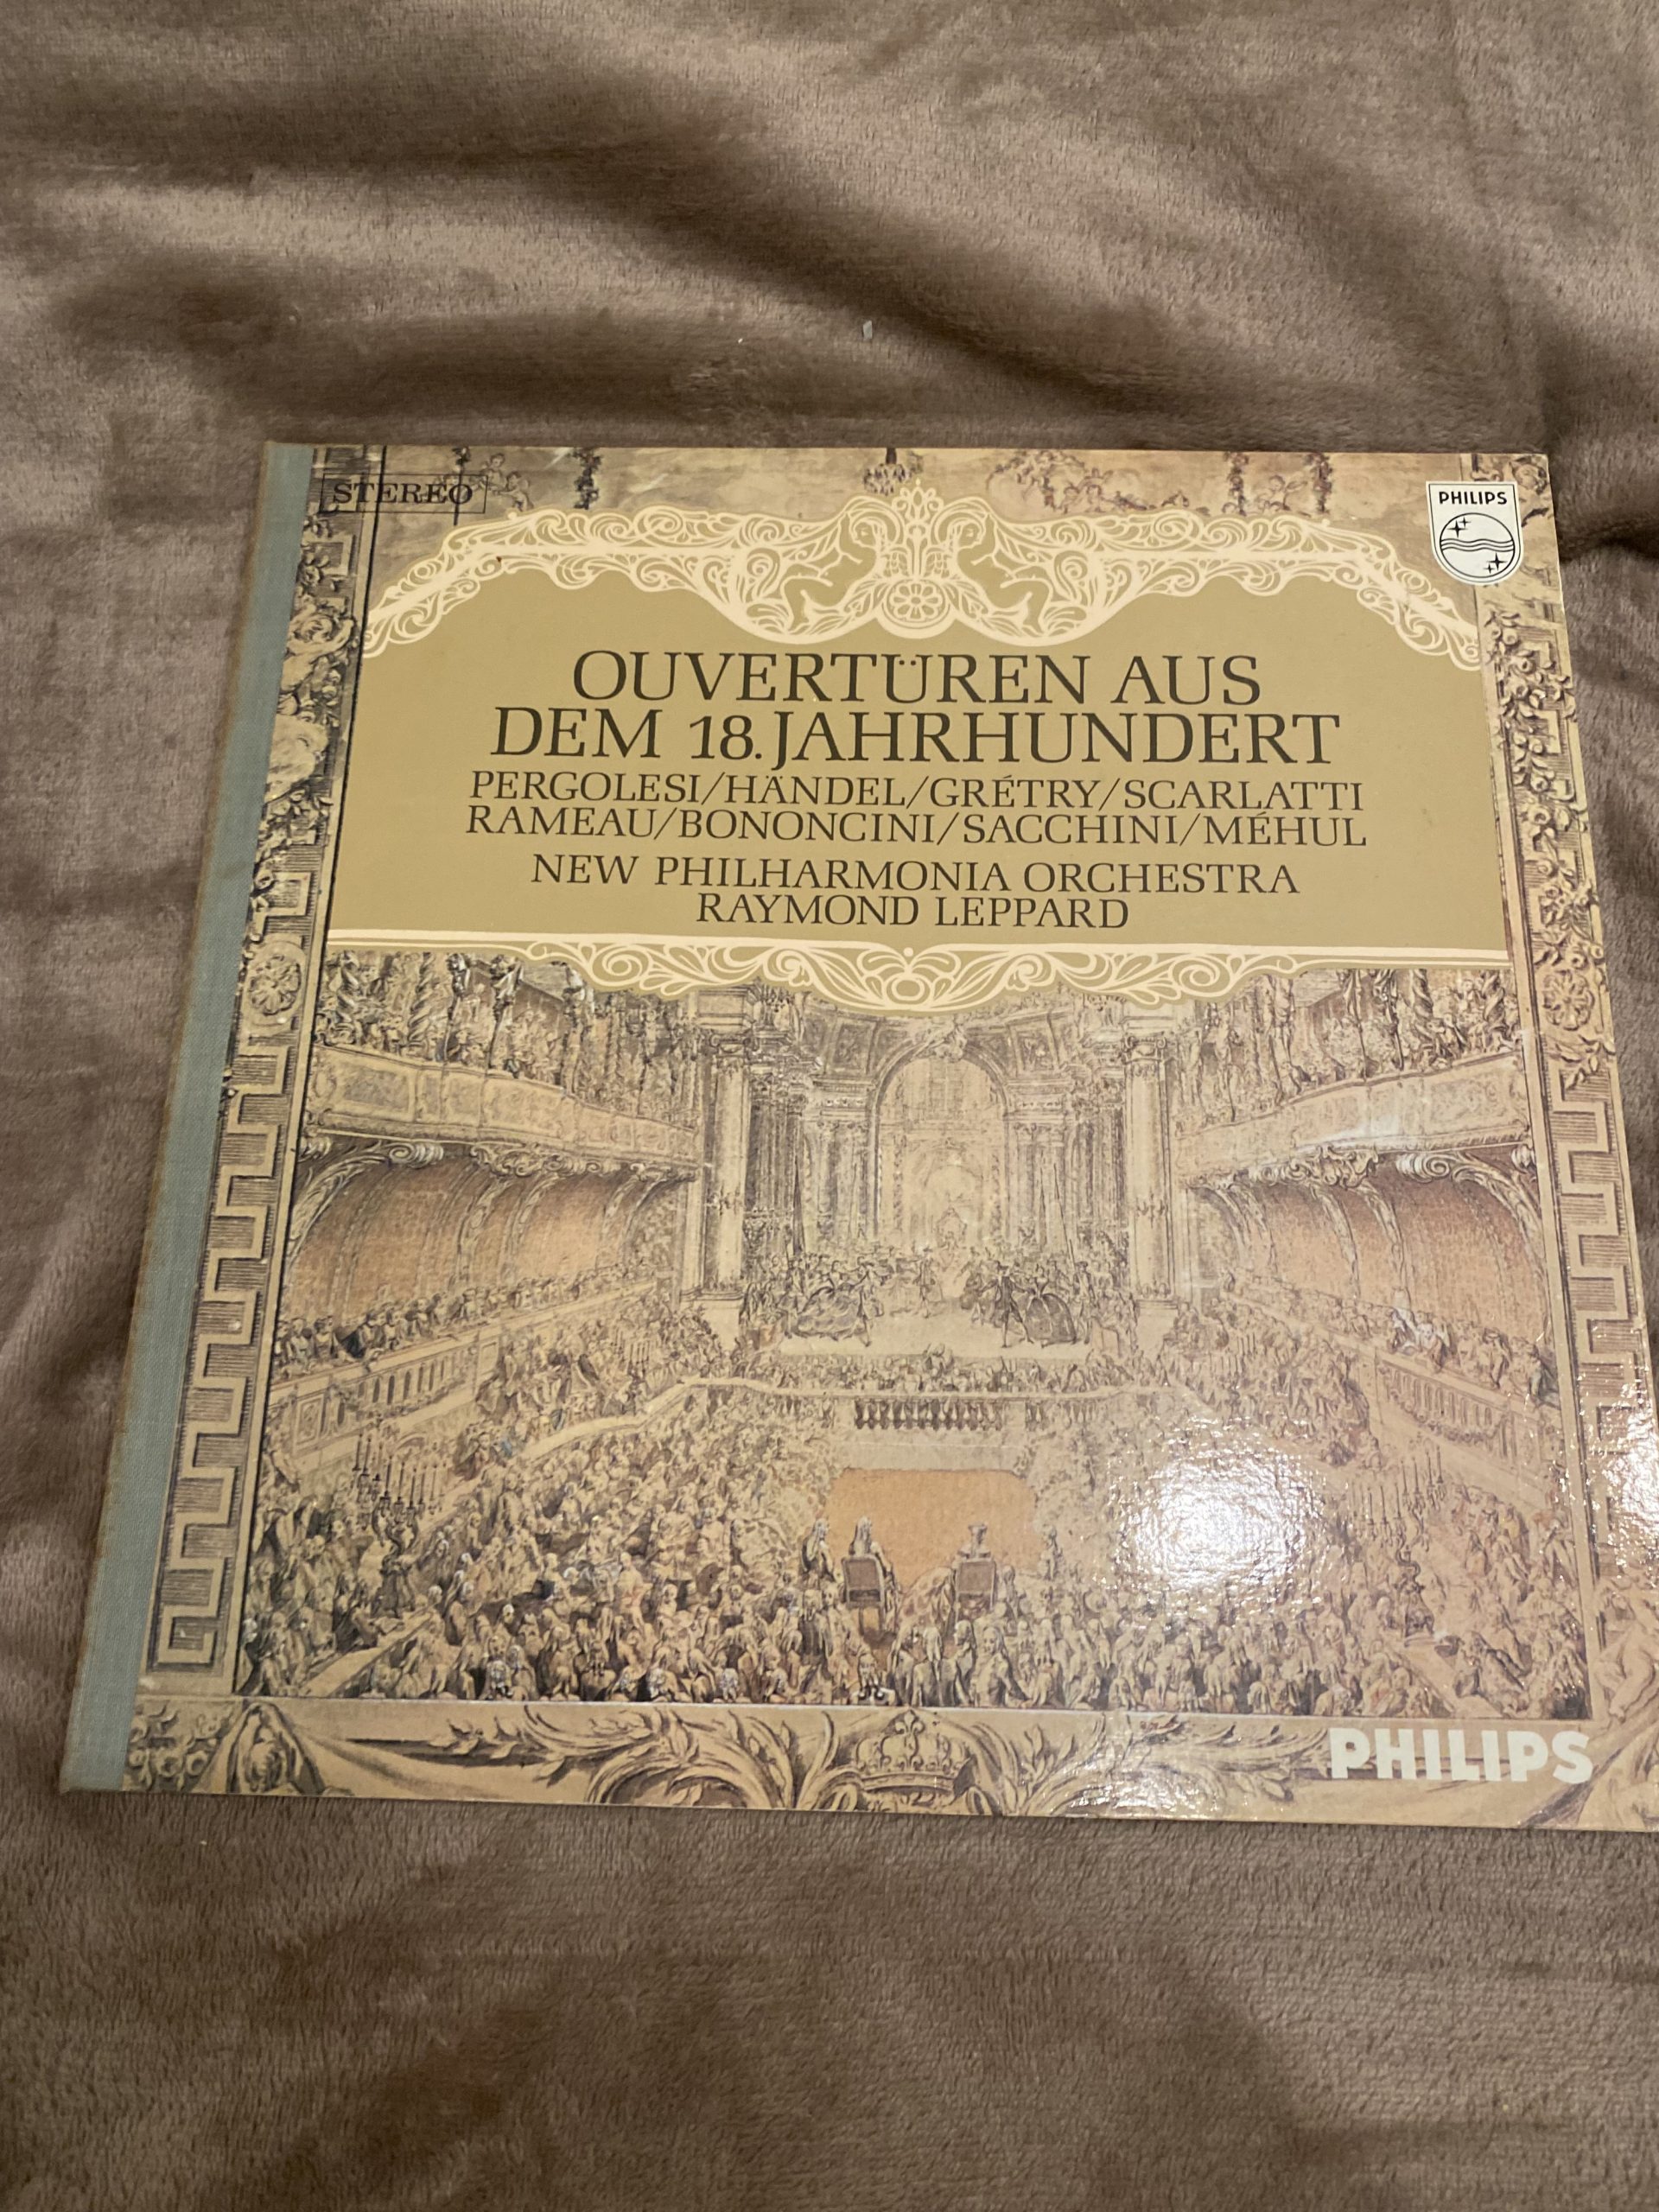 STEREO
PHILIPS
OUVERTÜREN AUS
DEM 18. JAHRHUNDERT
PERGOLESI/HÄNDEL/GRÉTRY/SCARLATTI
RAMEAU/BONONCINI/SACCHINI/MÉHUL
NEW PHILHARMONIA ORCHESTRA
RAYMOND LEPPARD
PHILIPS